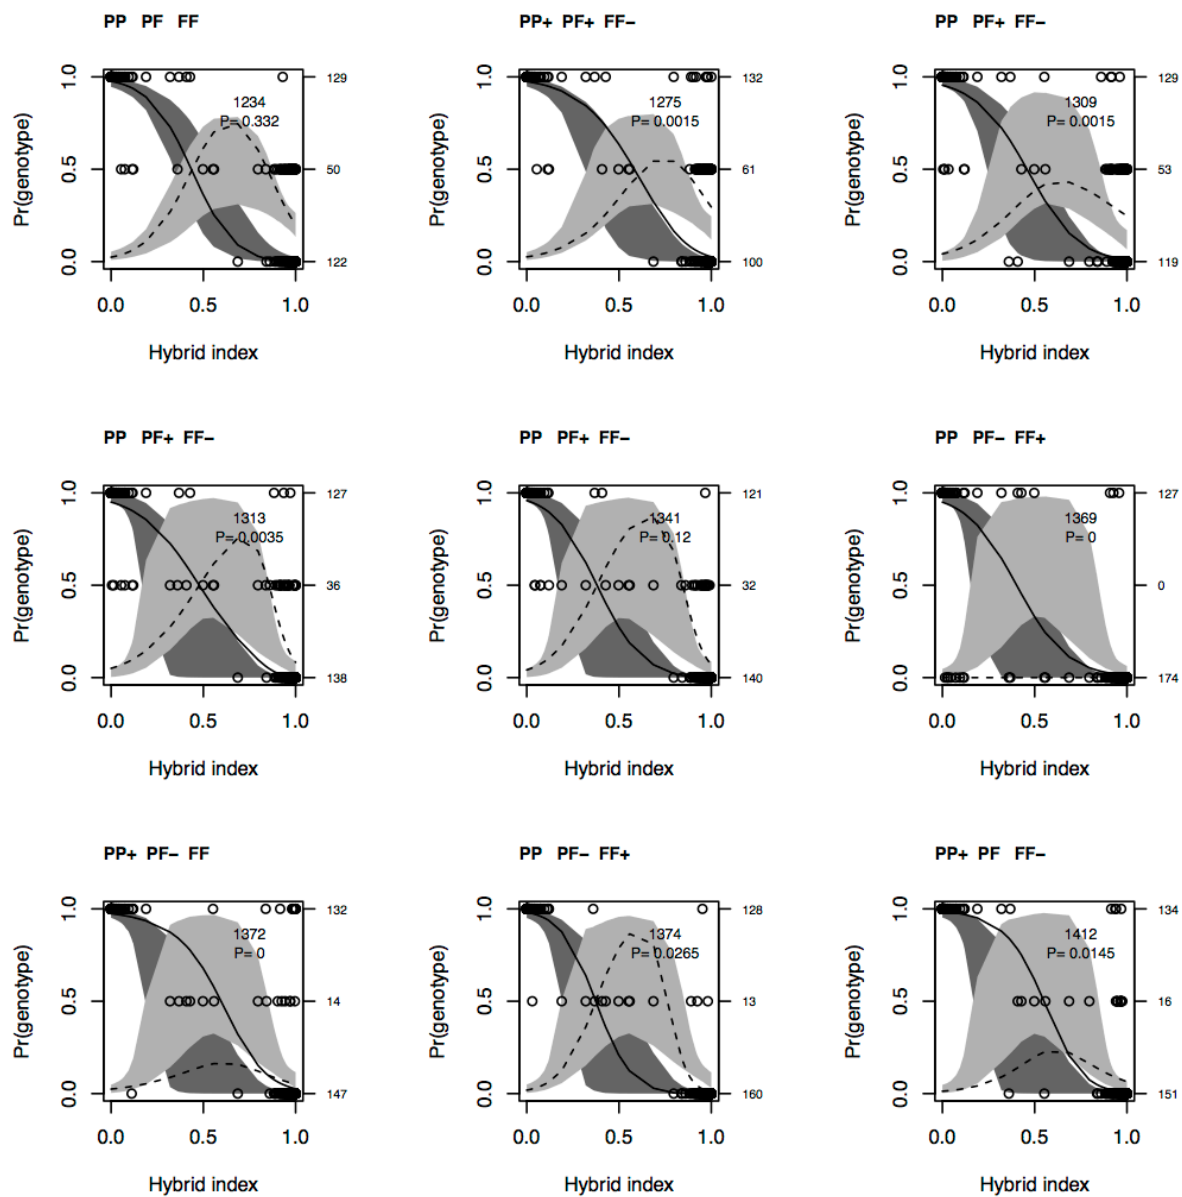 PP PF FF
1.0
0.5
0.0
Pr(genotype)
1234
P= 0.332
129
50
122
0.0 0.5 1.0
Hybrid index
PP+ PF+ FF−
1.0
0.5
0.0
Pr(genotype)
1275
P= 0.0015
132
61
100
0.0 0.5 1.0
Hybrid index
PP PF+ FF−
1.0
0.5
0.0
Pr(genotype)
1309
P= 0.0015
129
53
119
0.0 0.5 1.0
Hybrid index
PP PF+ FF−
1.0
0.5
0.0
Pr(genotype)
1313
P= 0.0035
127
36
138
0.0 0.5 1.0
Hybrid index
PP PF+ FF−
1.0
0.5
0.0
Pr(genotype)
1341
P= 0.12
121
32
140
0.0 0.5 1.0
Hybrid index
PP PF− FF+
1.0
0.5
0.0
Pr(genotype)
1369
P= 0
127
0
174
0.0 0.5 1.0
Hybrid index
PP+ PF− FF
1.0
0.5
0.0
Pr(genotype)
1372
P= 0
132
14
147
0.0 0.5 1.0
Hybrid index
PP PF− FF+
1.0
0.5
0.0
Pr(genotype)
1374
P= 0.0265
128
13
160
0.0 0.5 1.0
Hybrid index
PP+ PF FF−
1.0
0.5
0.0
Pr(genotype)
1412
P= 0.0145
134
16
151
0.0 0.5 1.0
Hybrid index